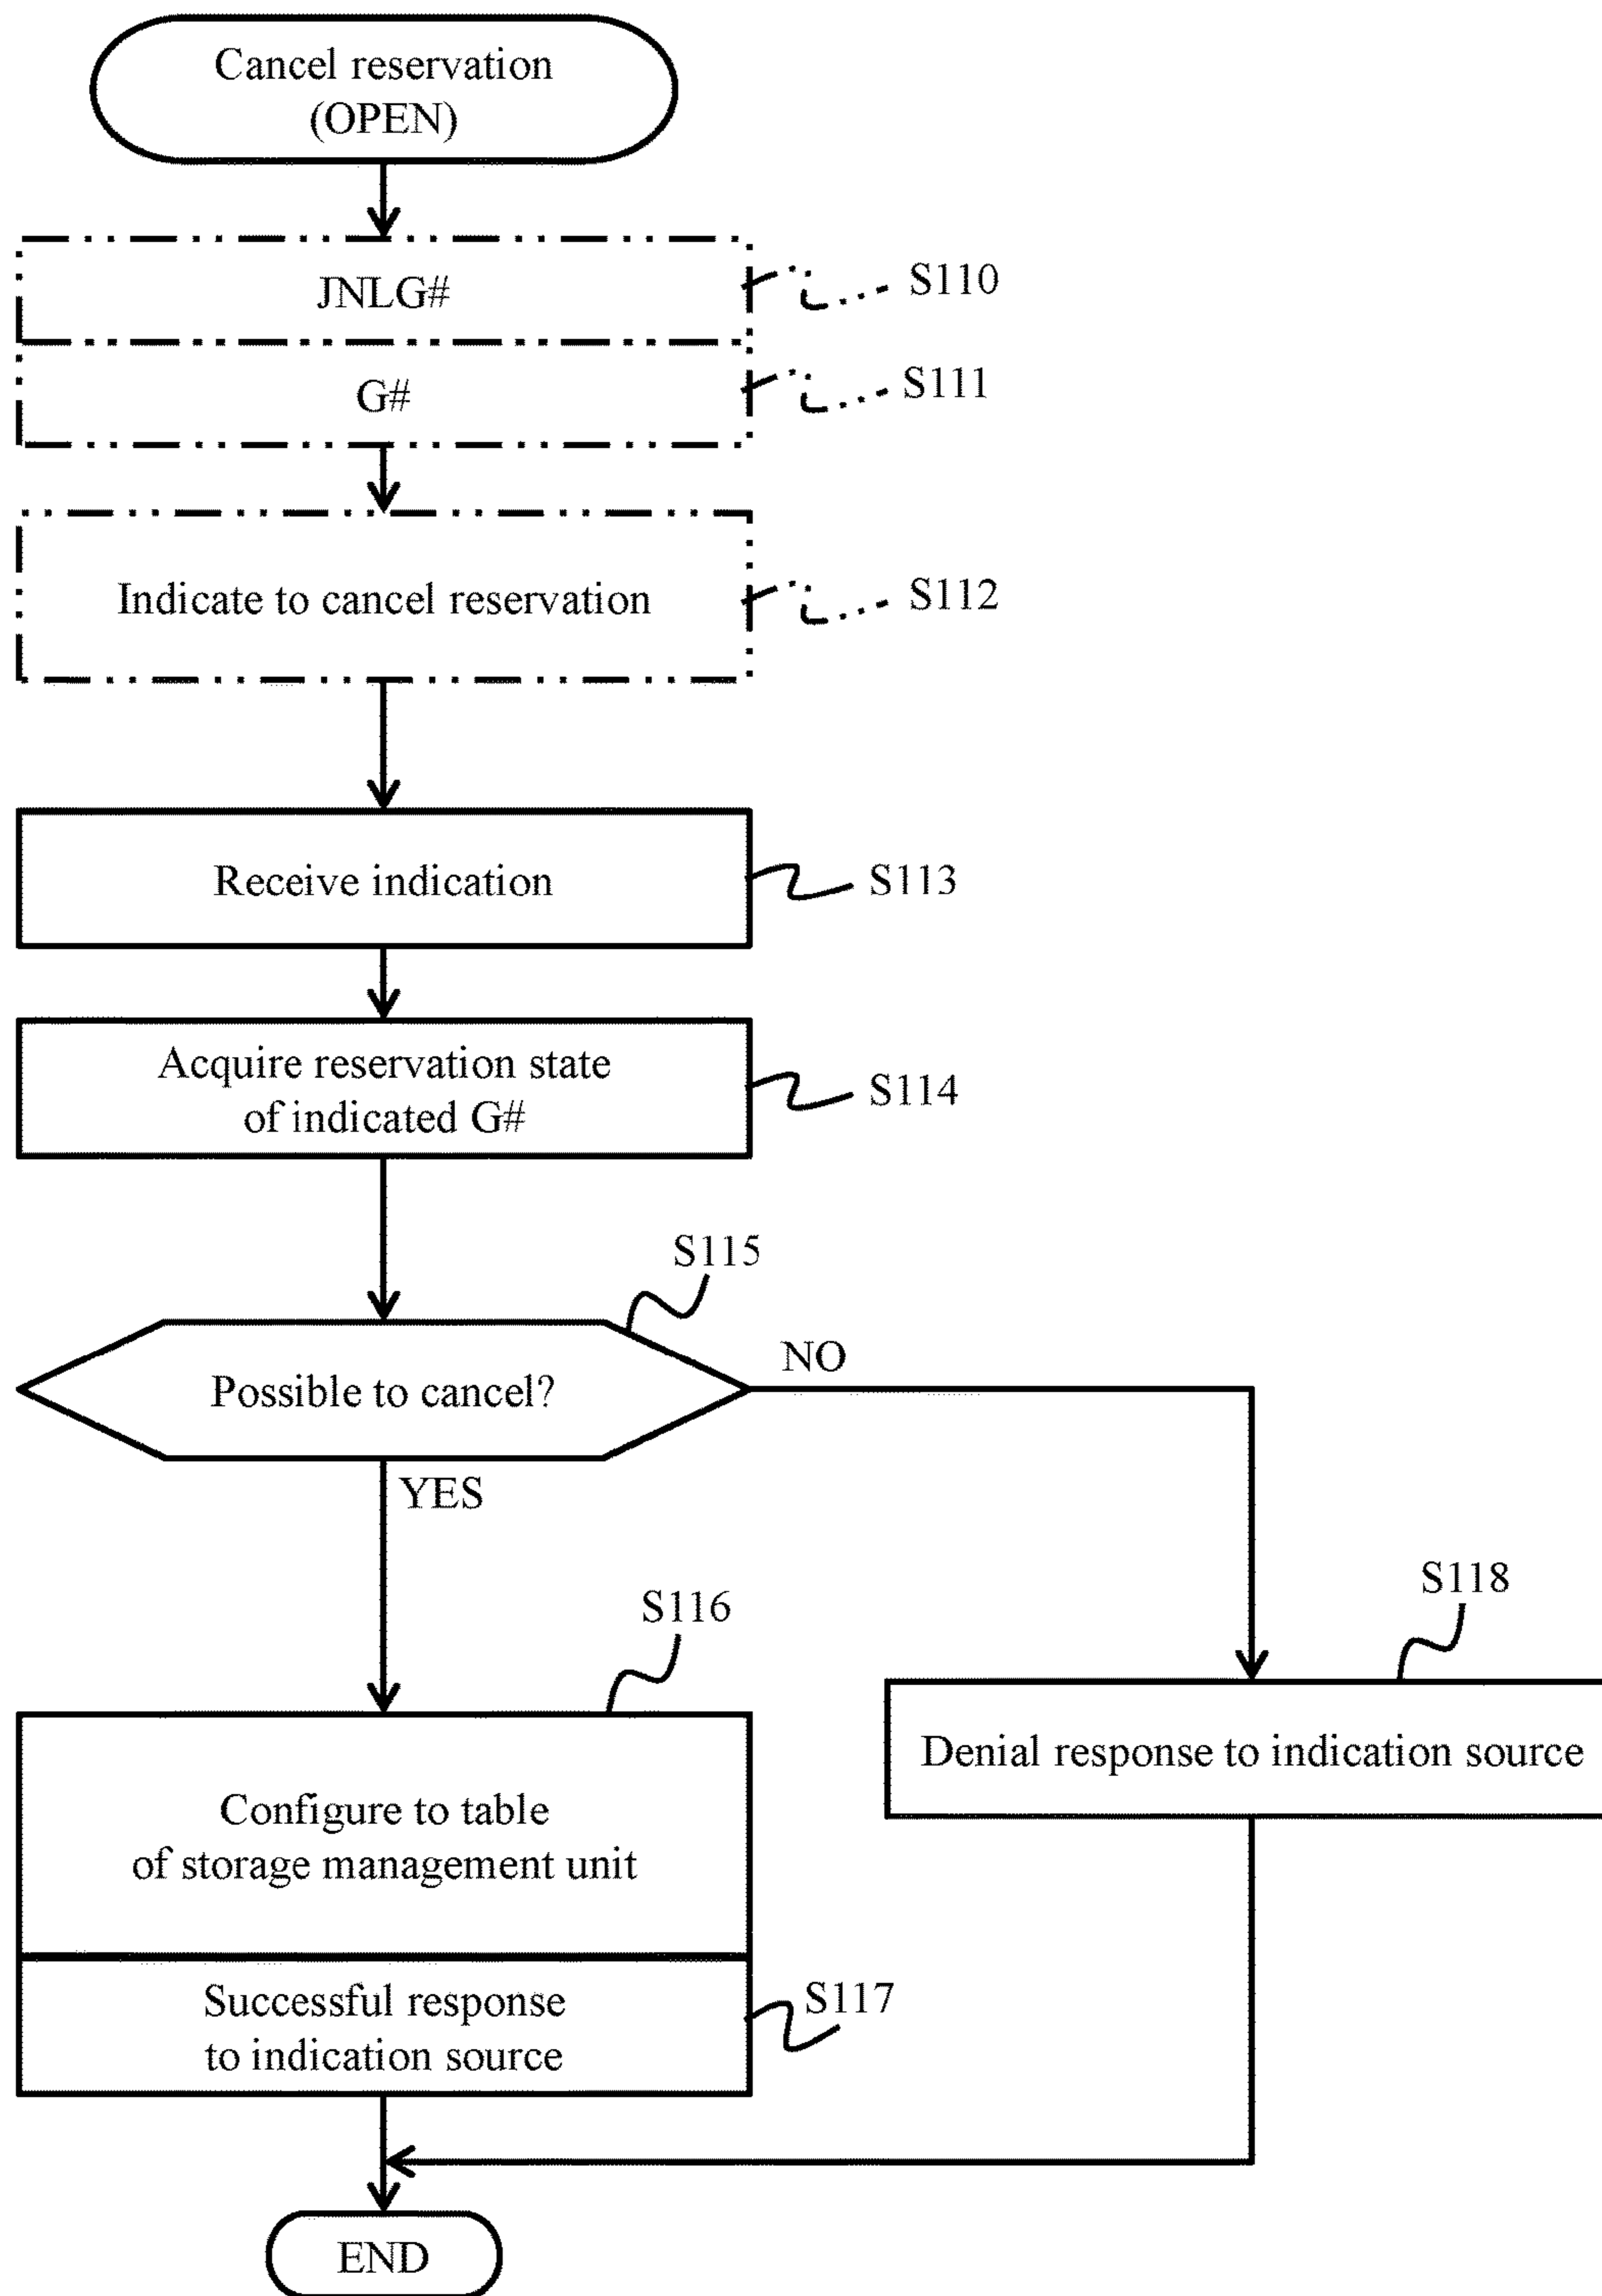 Cancel reservation
(OPEN)
JNLG#
S110
G#
S111
Indicate to cancel reservation
S112
Receive indication
S113
Acquire reservation state
of indicated G#
S114
S115
Possible to cancel?
NO
YES
S116
Configure to table
of storage management unit
S118
Denial response to indication source
Successful response
to indication source
S117
END